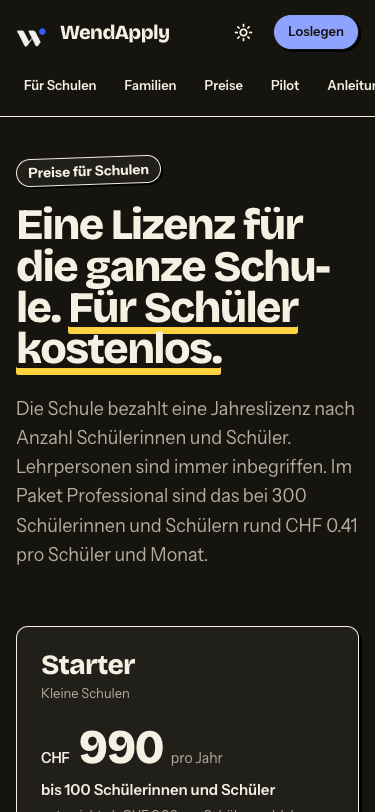 WendApply
Loslegen
Für Schulen Familien Preise Pilot
Preise für Schulen
Eine Lizenz für
die ganze Schu-
le. Für Schüler
kostenlos.
Die Schule bezahlt eine Jahreslizenz nach
Anzahl Schülerinnen und Schüler.
Lehrpersonen sind immer inbegriffen. Im
Paket Professional sind das bei 300
Schülerinnen und Schülern rund CHF 0.41
pro Schüler und Monat.
Starter
Kleine Schulen
CHF 990 pro Jahr
bis 100 Schülerinnen und Schüler